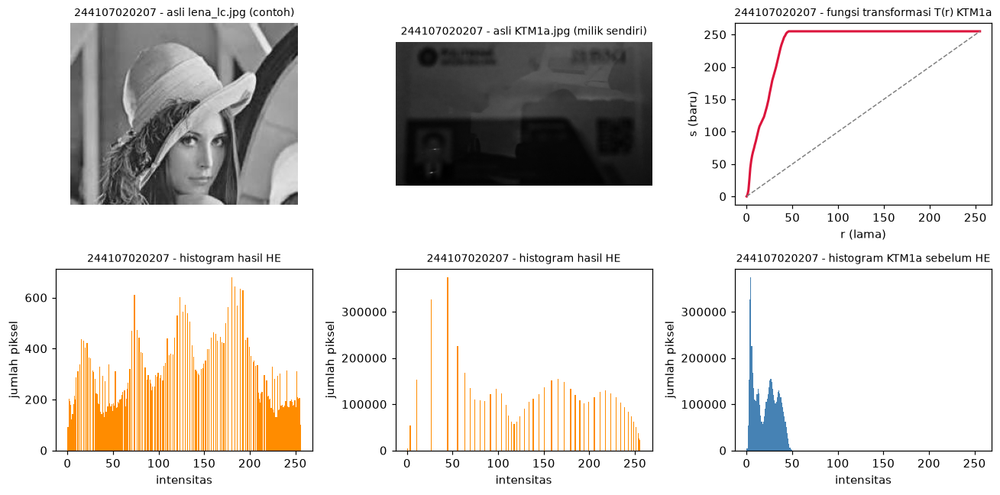 244107020207 - asli lena_lc.jpg (contoh)
244107020207 - asli KTM1a.jpg (milik sendiri)
244107020207 - fungsi transformasi T(r) KTM1a
s (baru)
250
200
150
100
50
0
0 50 100 150 200 250
r (lama)
244107020207 - histogram hasil HE
jumlah piksel
600
400
200
0
0 50 100 150 200 250
intensitas
244107020207 - histogram hasil HE
jumlah piksel
300000
200000
100000
0
0 50 100 150 200 250
intensitas
244107020207 - histogram KTM1a sebelum HE
jumlah piksel
300000
200000
100000
0
0 50 100 150 200 250
intensitas